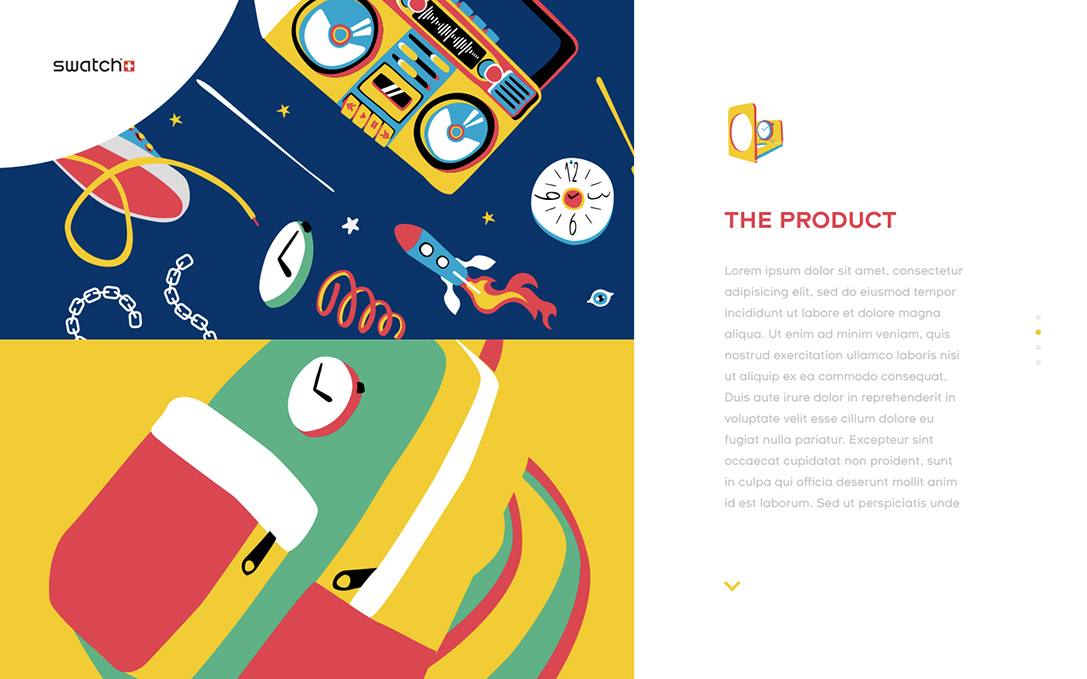 swatch
12
3
6
9
THE PRODUCT
Lorem ipsum dolor sit amet, consectetur
adipisicing elit, sed do eiusmod tempor
incididunt ut labore et dolore magna
aliqua. Ut enim ad minim veniam, quis
nostrud exercitation ullamco laboris nisi
ut aliquip ex ea commodo consequat.
Duis aute irure dolor in reprehenderit in
voluptate velit esse cillum dolore eu
fugiat nulla pariatur. Excepteur sint
occaecat cupidatat non proident, sunt
in culpa qui officia deserunt mollit anim
id est laborum. Sed ut perspiciatis unde